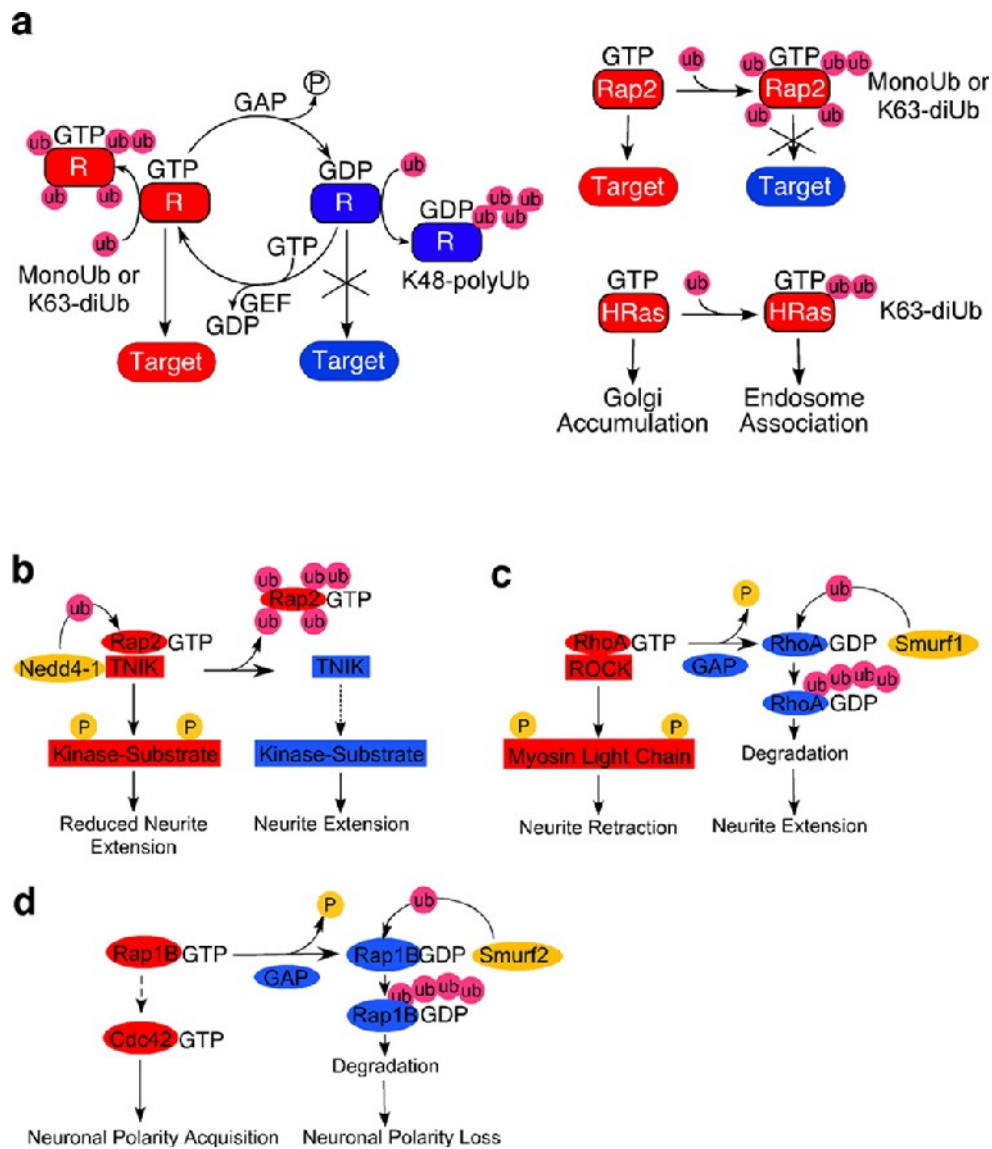 a
GAP
P
ub
GTP
ub
ub
R
ub
ub
GTP
R
ub
MonoUb or
K63-diUb
GDP
R
ub
GDP
ub
ub
ub
ub
R
K48-polyUb
GTP
GEF
GDP
Target
Target
GTP
Rap2
ub
ub
GTP
ub
ub
Rap2
ub
ub
MonoUb or
K63-diUb
Target
Target
GTP
HRas
ub
GTP
ub
ub
HRas
K63-diUb
Golgi
Accumulation
Endosome
Association
b
ub
Rap2
GTP
Nedd4-1
TNIK
ub
ub
ub
Rap2
GTP
ub
ub
TNIK
P
P
Kinase-Substrate
Kinase-Substrate
Reduced Neurite
Extension
Neurite Extension
c
P
ub
RhoA
GTP
ROCK
GAP
RhoA
GDP
Smurf1
ub
ub
ub
ub
RhoA
GDP
P
P
Myosin Light Chain
Degradation
Neurite Retraction
Neurite Extension
d
P
ub
Rap1B
GTP
GAP
Rap1B
GDP
Smurf2
ub
ub
ub
ub
Rap1B
GDP
Cdc42
GTP
Degradation
Neuronal Polarity Acquisition
Neuronal Polarity Loss